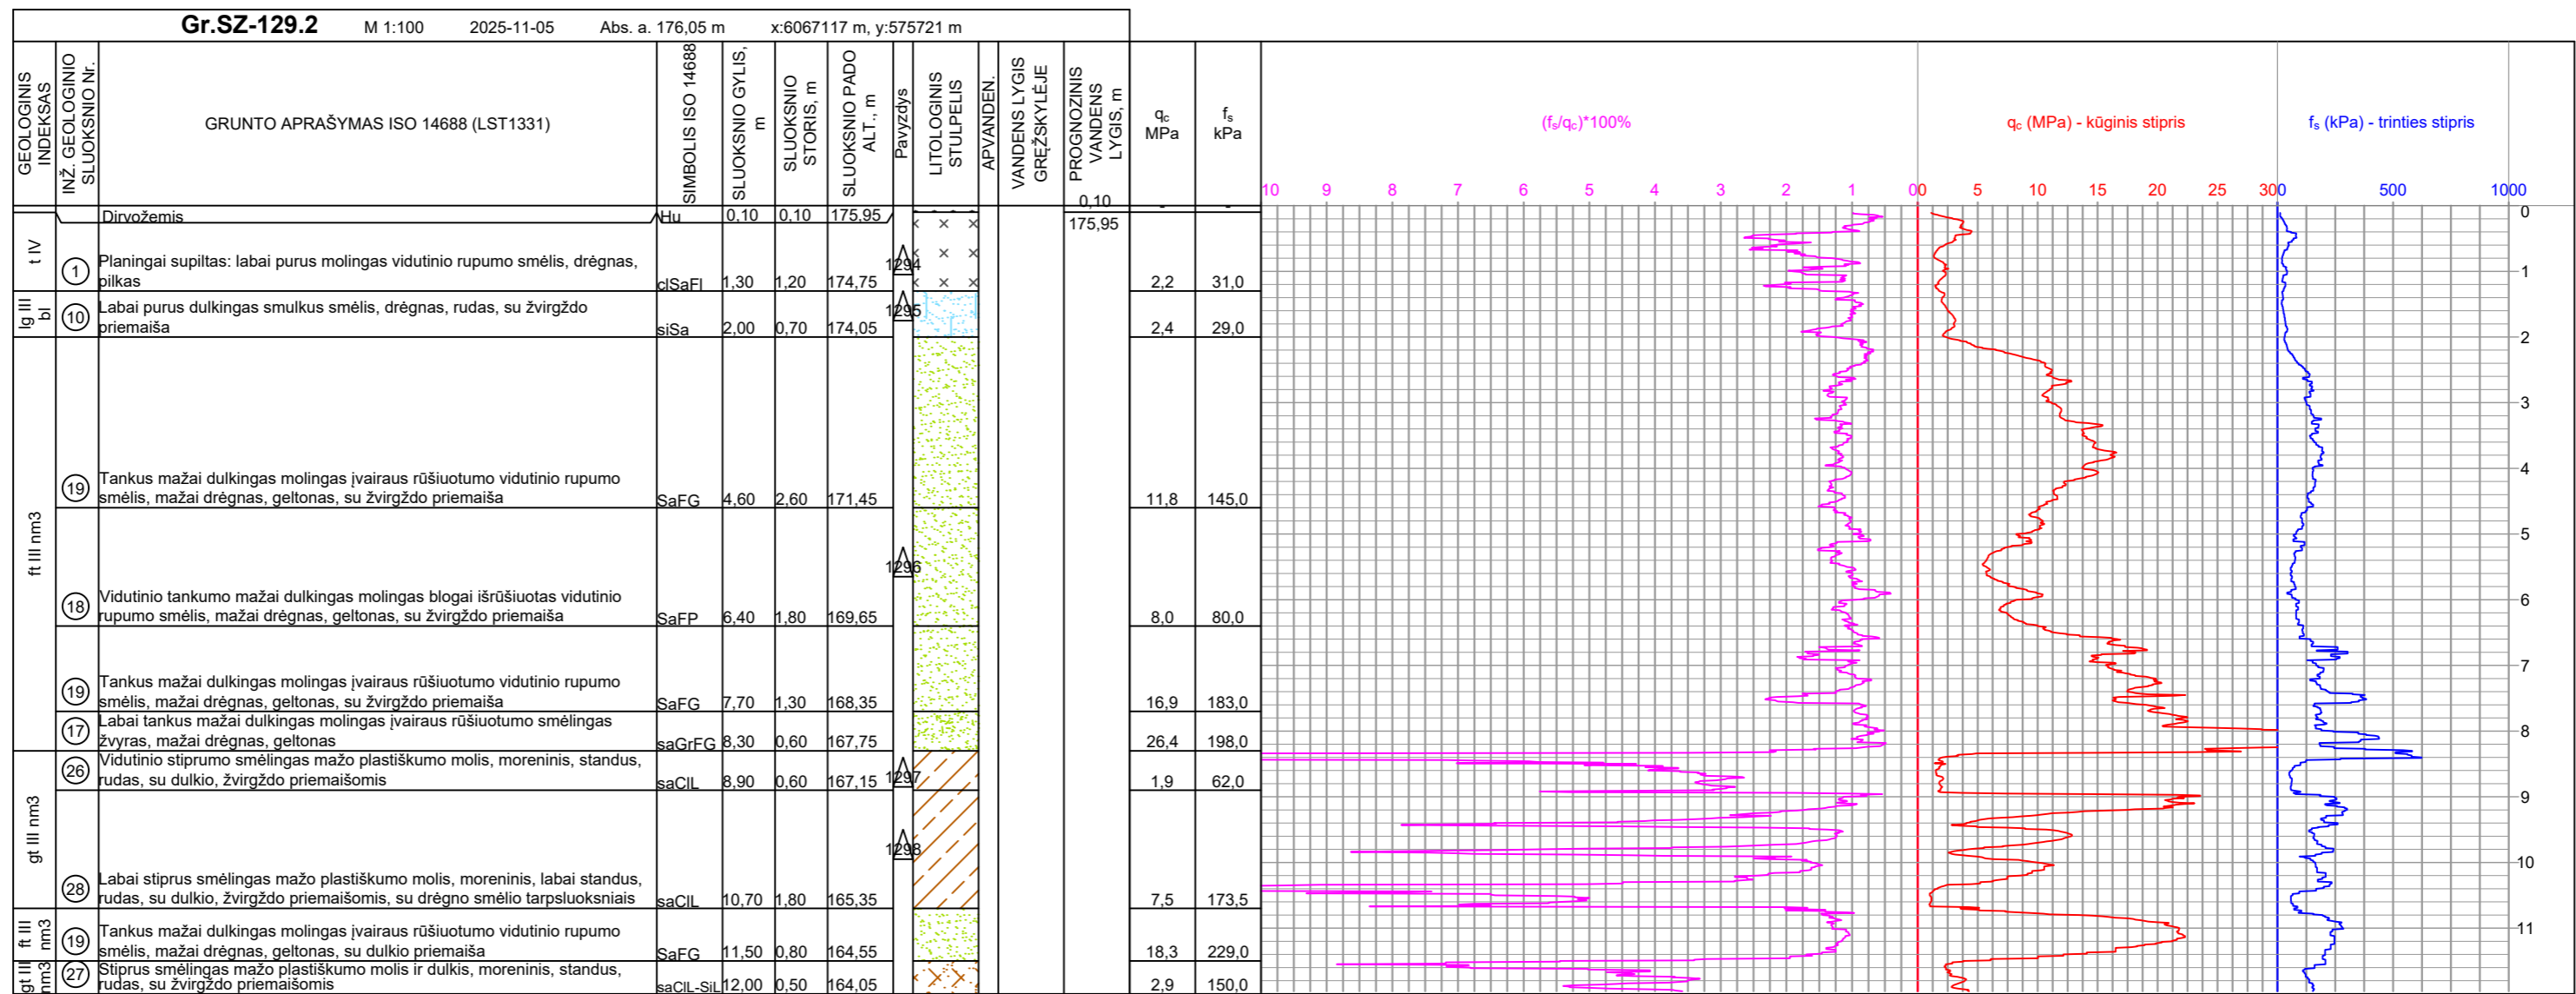 Gr.SZ-129.2 M 1:100 2025-11-05 Abs. a. 176,05 m x:6067117 m, y:575721 m
GEOLOGINIS
INDEKSAS
INŽ. GEOLOGINIO
SLUOKSNIO Nr.
GRUNTO APRAŠYMAS ISO 14688 (LST1331)
SIMBOLIS ISO 14688
SLUOKSNIO GYLIS,
m
SLUOKSNIO
STORIS, m
SLUOKSNIO PADO
ALT., m
Pavyzdys
LITOLOGINIS
STULPELIS
APVANDEN.
VANDENS LYGIS
GRĘŽSKYLĖJE
PROGNOZINIS
VANDENS
LYGIS, m
qc
MPa
fs
kPa
(fs/qc)*100%
qc (MPa) - kūginis stipris
fs (kPa) - trinties stipris
10 9 8 7 6 5 4 3 2 1 0
0 5 10 15 20 25 30
0 500 1000
0,10
175,95
- -
Dirvožemis Hu 0,10 0,10 175,95
t IV
1
Planingai supiltas: labai purus molingas vidutinio rupumo smėlis, drėgnas,
pilkas
clSaFl 1,30 1,20 174,75 1294 2,2 31,0
lg III
bl
10
Labai purus dulkingas smulkus smėlis, drėgnas, rudas, su žvirgždo
priemaiša
siSa 2,00 0,70 174,05 1295 2,4 29,0
ft III nm3
19
Tankus mažai dulkingas molingas įvairaus rūšiuotumo vidutinio rupumo
smėlis, mažai drėgnas, geltonas, su žvirgždo priemaiša
SaFG 4,60 2,60 171,45 11,8 145,0
18
Vidutinio tankumo mažai dulkingas molingas blogai išrūšiuotas vidutinio
rupumo smėlis, mažai drėgnas, geltonas, su žvirgždo priemaiša
SaFP 6,40 1,80 169,65 1296 8,0 80,0
19
Tankus mažai dulkingas molingas įvairaus rūšiuotumo vidutinio rupumo
smėlis, mažai drėgnas, geltonas, su žvirgždo priemaiša
SaFG 7,70 1,30 168,35 16,9 183,0
17
Labai tankus mažai dulkingas molingas įvairaus rūšiuotumo smėlingas
žvyras, mažai drėgnas, geltonas
saGrFG 8,30 0,60 167,75 26,4 198,0
gt III nm3
26
Vidutinio stiprumo smėlingas mažo plastiškumo molis, moreninis, standus,
rudas, su dulkio, žvirgždo priemaišomis
saClL 8,90 0,60 167,15 1297 1,9 62,0
28
Labai stiprus smėlingas mažo plastiškumo molis, moreninis, labai standus,
rudas, su dulkio, žvirgždo priemaišomis, su drėgno smėlio tarpsluoksniais
saClL 10,70 1,80 165,35 1298 7,5 173,5
ft III
nm3
19
Tankus mažai dulkingas molingas įvairaus rūšiuotumo vidutinio rupumo
smėlis, mažai drėgnas, geltonas, su dulkio priemaiša
SaFG 11,50 0,80 164,55 18,3 229,0
gt III
nm3
27
Stiprus smėlingas mažo plastiškumo molis ir dulkis, moreninis, standus,
rudas, su žvirgždo priemaišomis
saClL-SiL 12,00 0,50 164,05 2,9 150,0
0
1
2
3
4
5
6
7
8
9
10
11